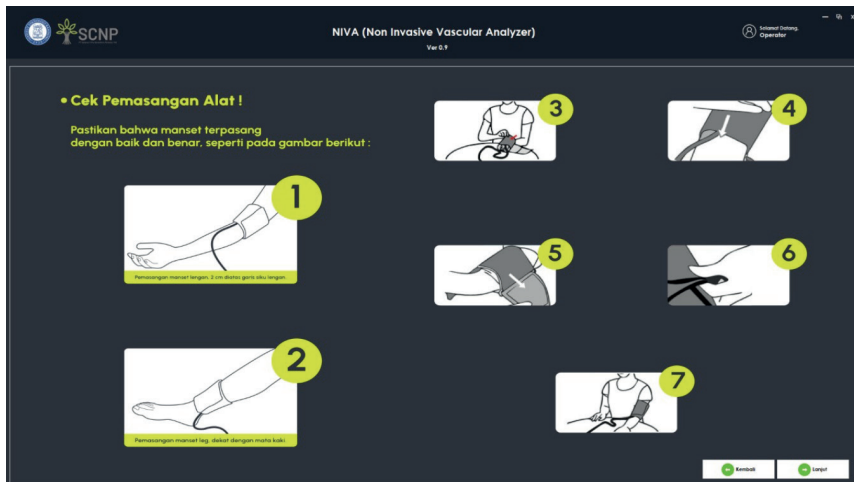 SCNP
NIVA (Non Invasive Vascular Analyzer)
Ver 0.9
Selamat Datang,
Operator
• Cek Pemasangan Alat !
Pastikan bahwa manset terpasang
dengan baik dan benar, seperti pada gambar berikut :
1
Pemasangan manset lengan, 2 cm diatas garis siku lengan.
2
Pemasangan manset leg, dekat dengan mata kaki.
3
4
5
6
7
Kembali
Lanjut